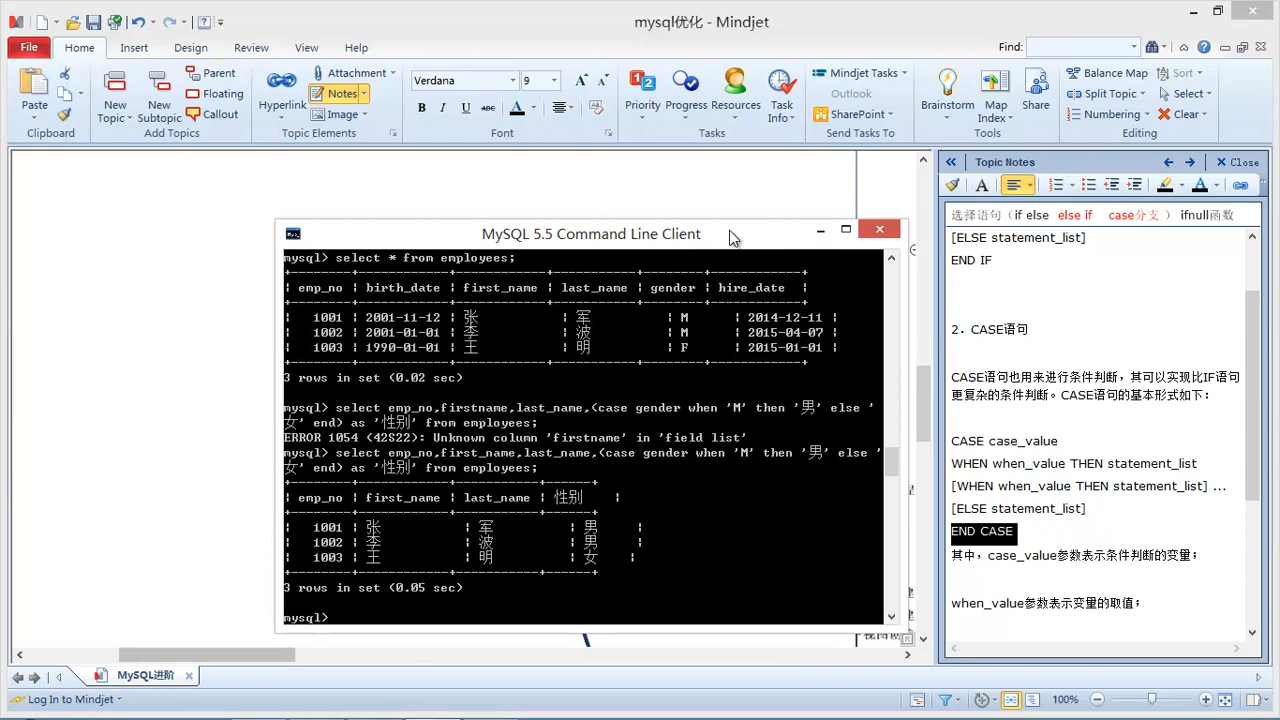 mysql优化 - Mindjet
File Home Insert Design Review View Help Find:
Paste
Clipboard
New Topic
New Subtopic
Parent
Floating
Callout
Add Topics
Hyperlink
Attachment
Notes
Image
Topic Elements
Verdana 9
B I U abc A
Font
Priority
Progress
Resources
Task Info
Tasks
Mindjet Tasks
Outlook
SharePoint
Send Tasks To
Brainstorm
Map Index
Share
Tools
Balance Map
Split Topic
Numbering
Sort
Select
Clear
Editing
MySQL 5.5 Command Line Client
mysql> select * from employees;
| emp_no | birth_date | first_name | last_name | gender | hire_date |
| 1001 | 2001-11-12 | 张 | 军 | M | 2014-12-11 |
| 1002 | 2001-01-01 | 李 | 波 | M | 2015-04-07 |
| 1003 | 1990-01-01 | 王 | 明 | F | 2015-01-01 |
3 rows in set (0.02 sec)
mysql> select emp_no,firstname,last_name,(case gender when 'M' then '男' else '
女' end) as '性别' from employees;
ERROR 1054 (42S22): Unknown column 'firstname' in 'field list'
mysql> select emp_no,first_name,last_name,(case gender when 'M' then '男' else '
女' end) as '性别' from employees;
| emp_no | first_name | last_name | 性别 |
| 1001 | 张 | 军 | 男 |
| 1002 | 李 | 波 | 男 |
| 1003 | 王 | 明 | 女 |
3 rows in set (0.05 sec)
mysql>
Topic Notes Close
选择语句（if else else if case分支） ifnull函数
[ELSE statement_list]
END IF
2．CASE语句
CASE语句也用来进行条件判断，其可以实现比IF语句
更复杂的条件判断。CASE语句的基本形式如下：
CASE case_value
WHEN when_value THEN statement_list
[WHEN when_value THEN statement_list] ...
[ELSE statement_list]
END CASE
其中，case_value参数表示条件判断的变量；
when_value参数表示变量的取值；
MySQL进阶
Log In to Mindjet 100%